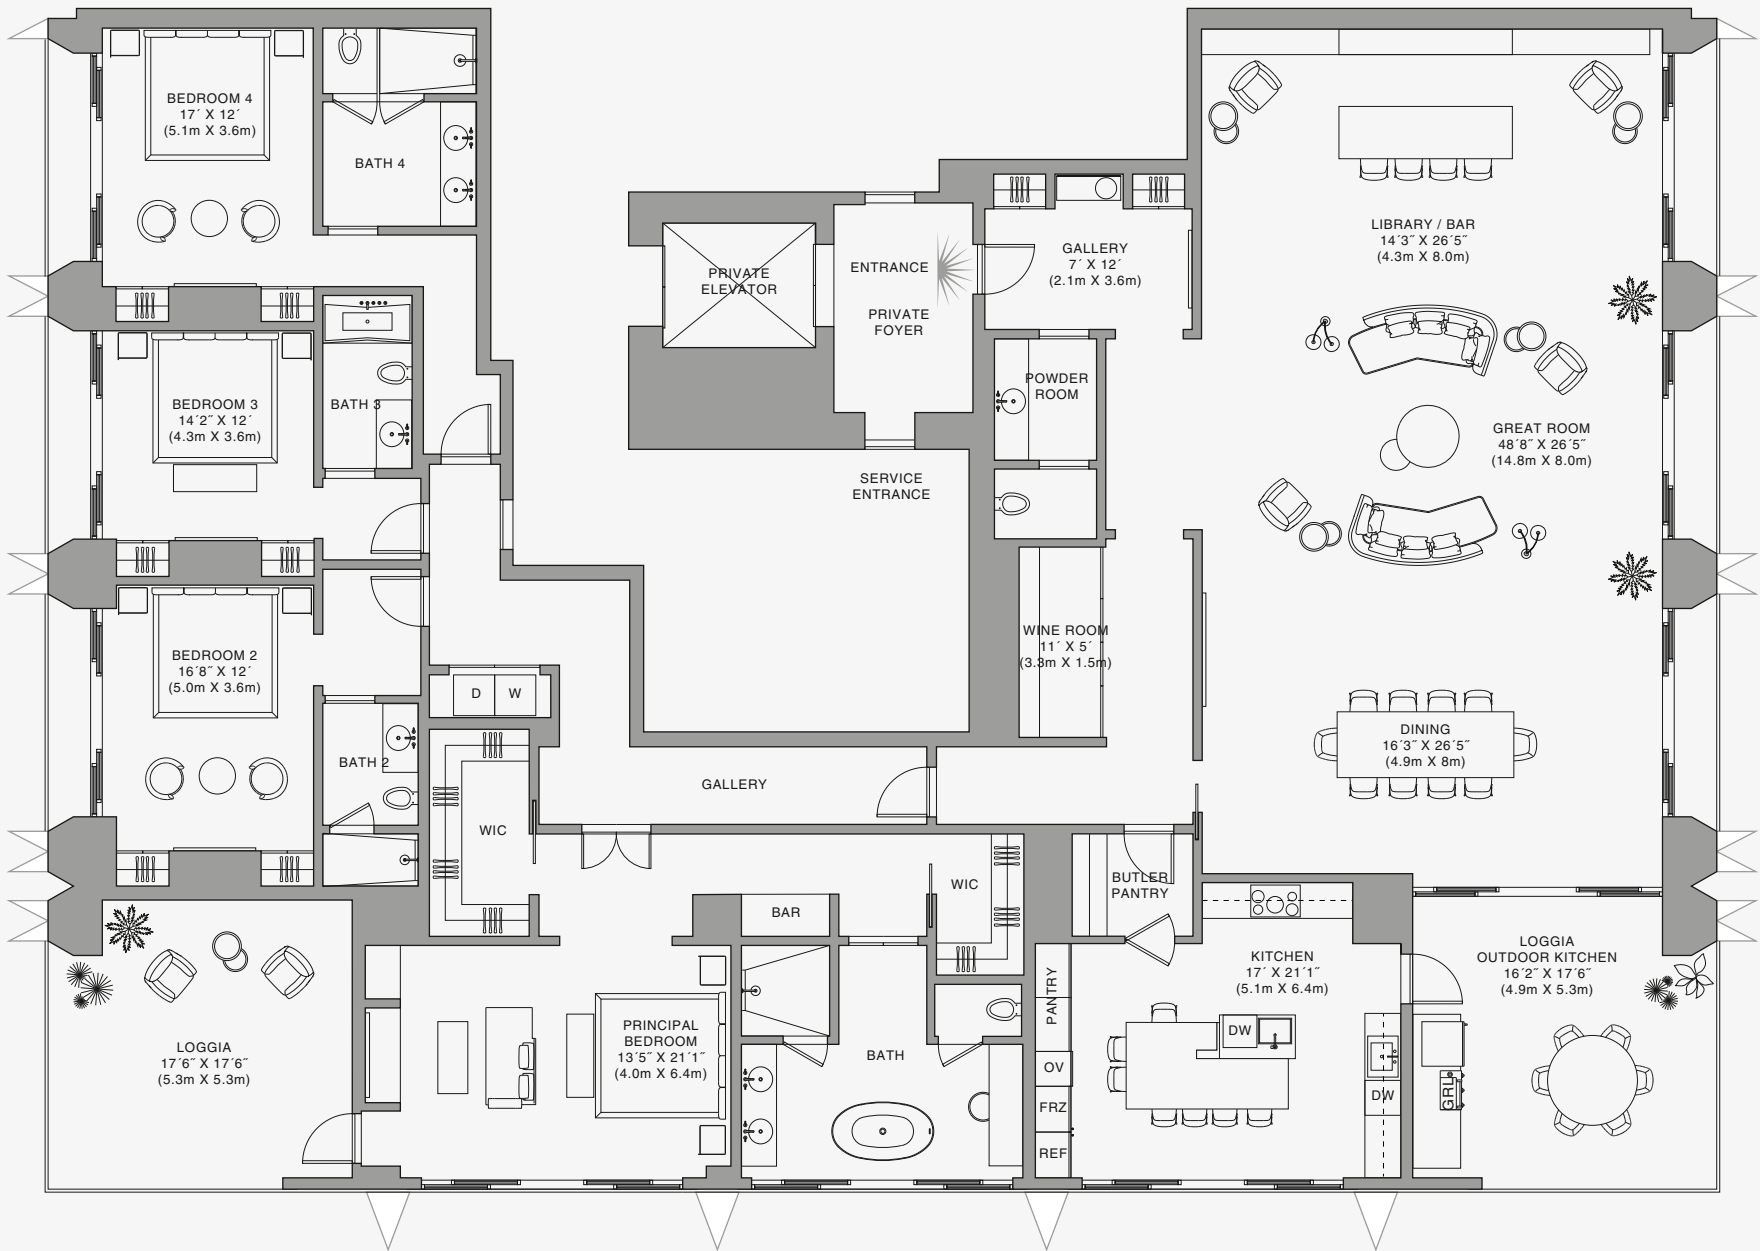 BEDROOM 4
17´ X 12´
(5.1m X 3.6m)
BATH 4
LIBRARY / BAR
14´3˝ X 26´5˝
(4.3m X 8.0m)
GALLERY
7´ X 12´
(2.1m X 3.6m)
PRIVATE
ELEVATOR
ENTRANCE
PRIVATE
FOYER
POWDER
ROOM
BEDROOM 3
14´2˝ X 12´
(4.3m X 3.6m)
BATH 3
GREAT ROOM
48´8˝ X 26´5˝
(14.8m X 8.0m)
SERVICE
ENTRANCE
WINE ROOM
11´ X 5´
(3.3m X 1.5m)
BEDROOM 2
16´8˝ X 12´
(5.0m X 3.6m)
D
W
DINING
16´3˝ X 26´5˝
(4.9m X 8m)
BATH 2
GALLERY
WIC
WIC
BUTLER
PANTRY
BAR
LOGGIA
OUTDOOR KITCHEN
16´2˝ X 17´6˝
(4.9m X 5.3m)
KITCHEN
17´ X 21´1˝
(5.1m X 6.4m)
PANTRY
DW
PRINCIPAL
BEDROOM
13´5˝ X 21´1˝
(4.0m X 6.4m)
LOGGIA
17´6˝ X 17´6˝
(5.3m X 5.3m)
BATH
OV
FRZ
REF
DW
GRL